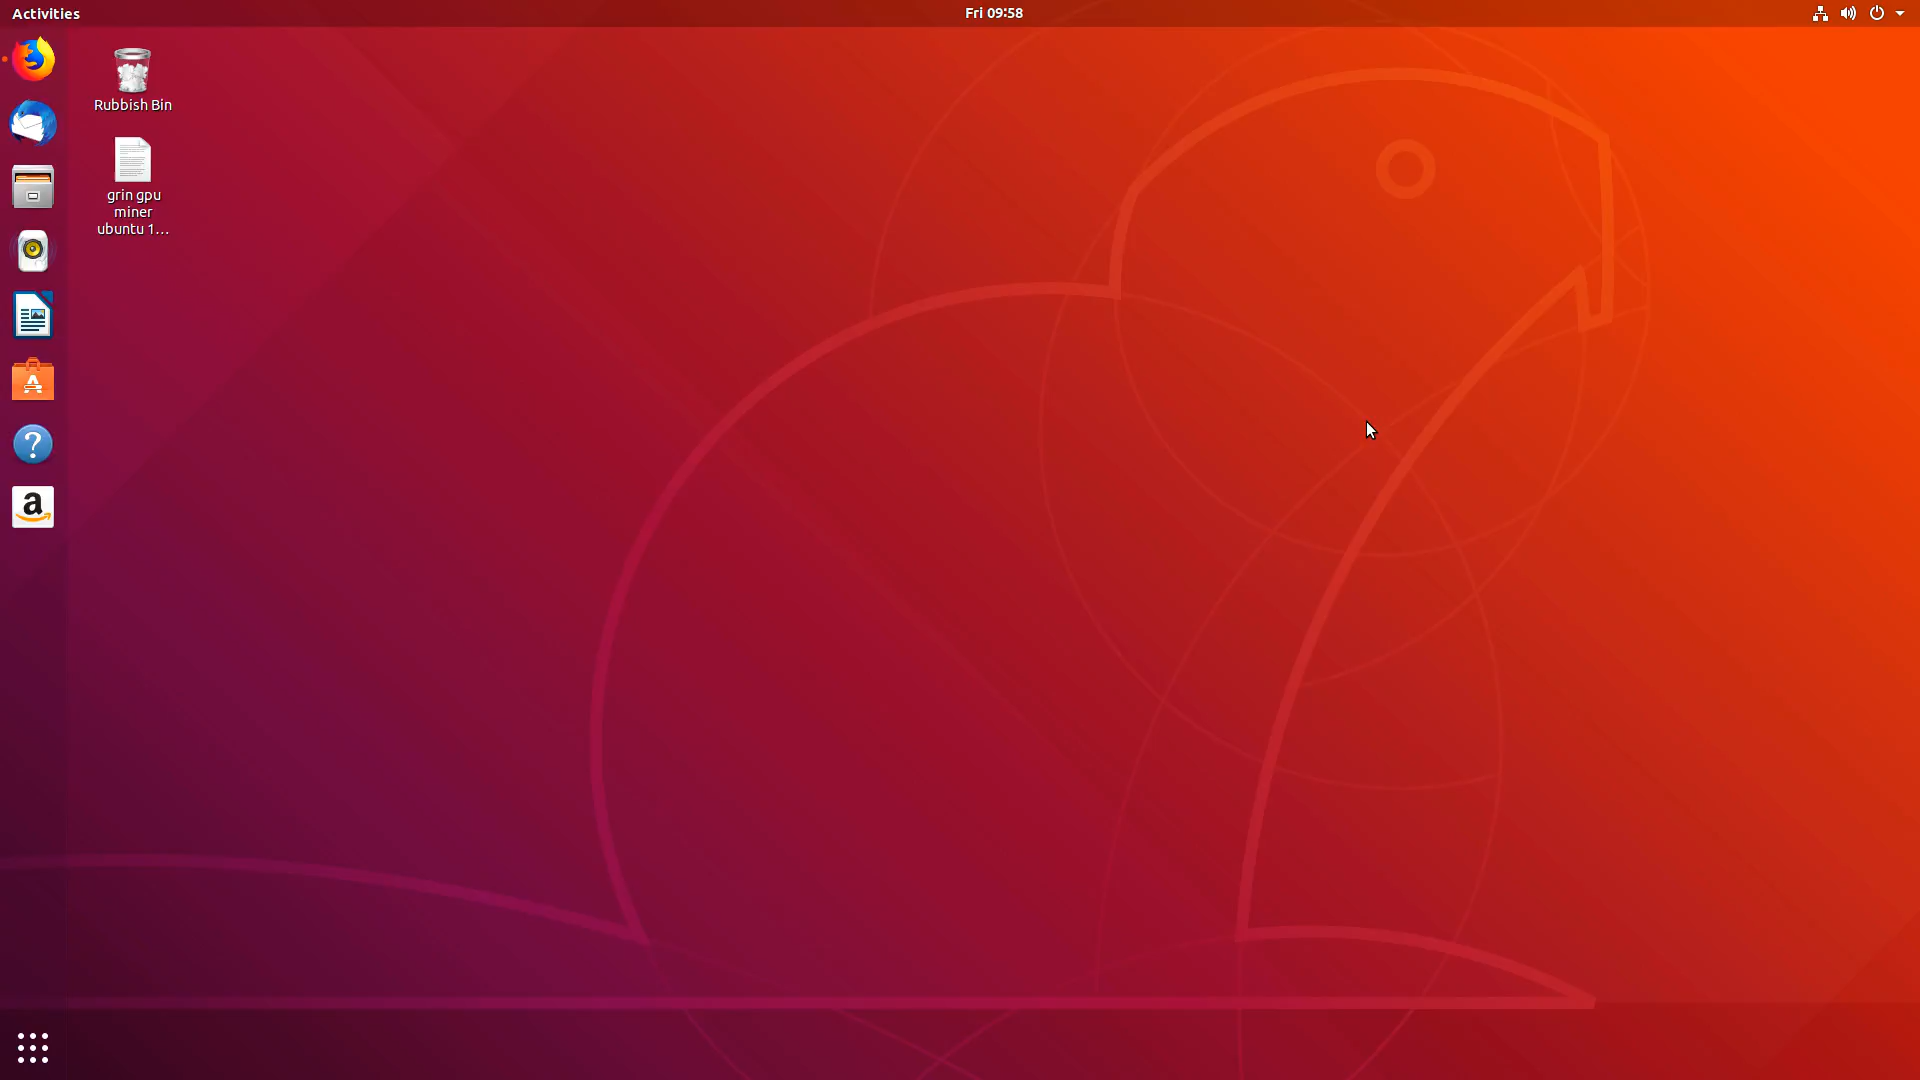 Activities
Fri 09:58
Rubbish Bin
grin gpu
miner
ubuntu 1…